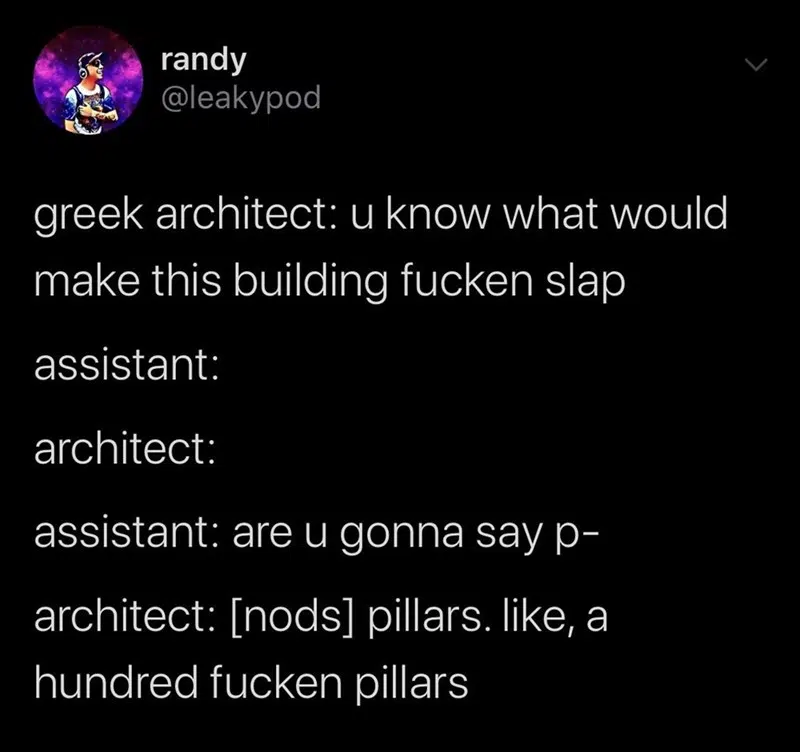 randy
@leakypod
greek architect: u know what would
make this building fucken slap
assistant:
architect:
assistant: are u gonna say p-
architect: [nods] pillars. like, a
hundred fucken pillars